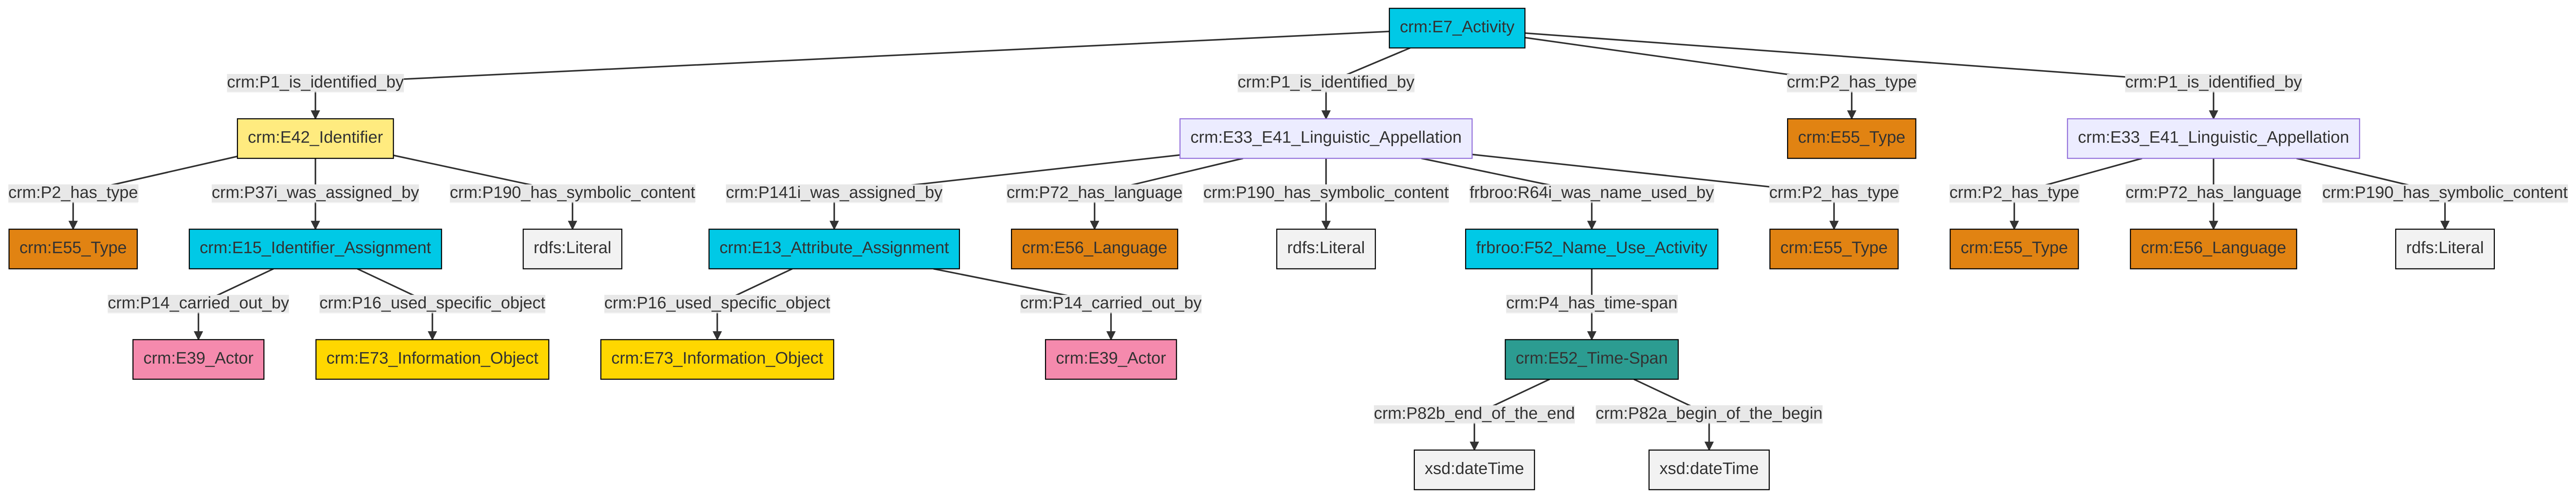 crm:E7_Activity
crm:P1_is_identified_by
crm:P1_is_identified_by
crm:P2_has_type
crm:P1_is_identified_by
crm:E42_Identifier
crm:E33_E41_Linguistic_Appellation
crm:E55_Type
crm:E33_E41_Linguistic_Appellation
crm:P2_has_type
crm:P37i_was_assigned_by
crm:P190_has_symbolic_content
crm:P141i_was_assigned_by
crm:P72_has_language
crm:P190_has_symbolic_content
frbroo:R64i_was_name_used_by
crm:P2_has_type
crm:P2_has_type
crm:P72_has_language
crm:P190_has_symbolic_content
crm:E55_Type
crm:E15_Identifier_Assignment
rdfs:Literal
crm:E13_Attribute_Assignment
crm:E56_Language
rdfs:Literal
frbroo:F52_Name_Use_Activity
crm:E55_Type
crm:E55_Type
crm:E56_Language
rdfs:Literal
crm:P14_carried_out_by
crm:P16_used_specific_object
crm:P16_used_specific_object
crm:P14_carried_out_by
crm:P4_has_time-span
crm:E39_Actor
crm:E73_Information_Object
crm:E73_Information_Object
crm:E39_Actor
crm:E52_Time-Span
crm:P82b_end_of_the_end
crm:P82a_begin_of_the_begin
xsd:dateTime
xsd:dateTime